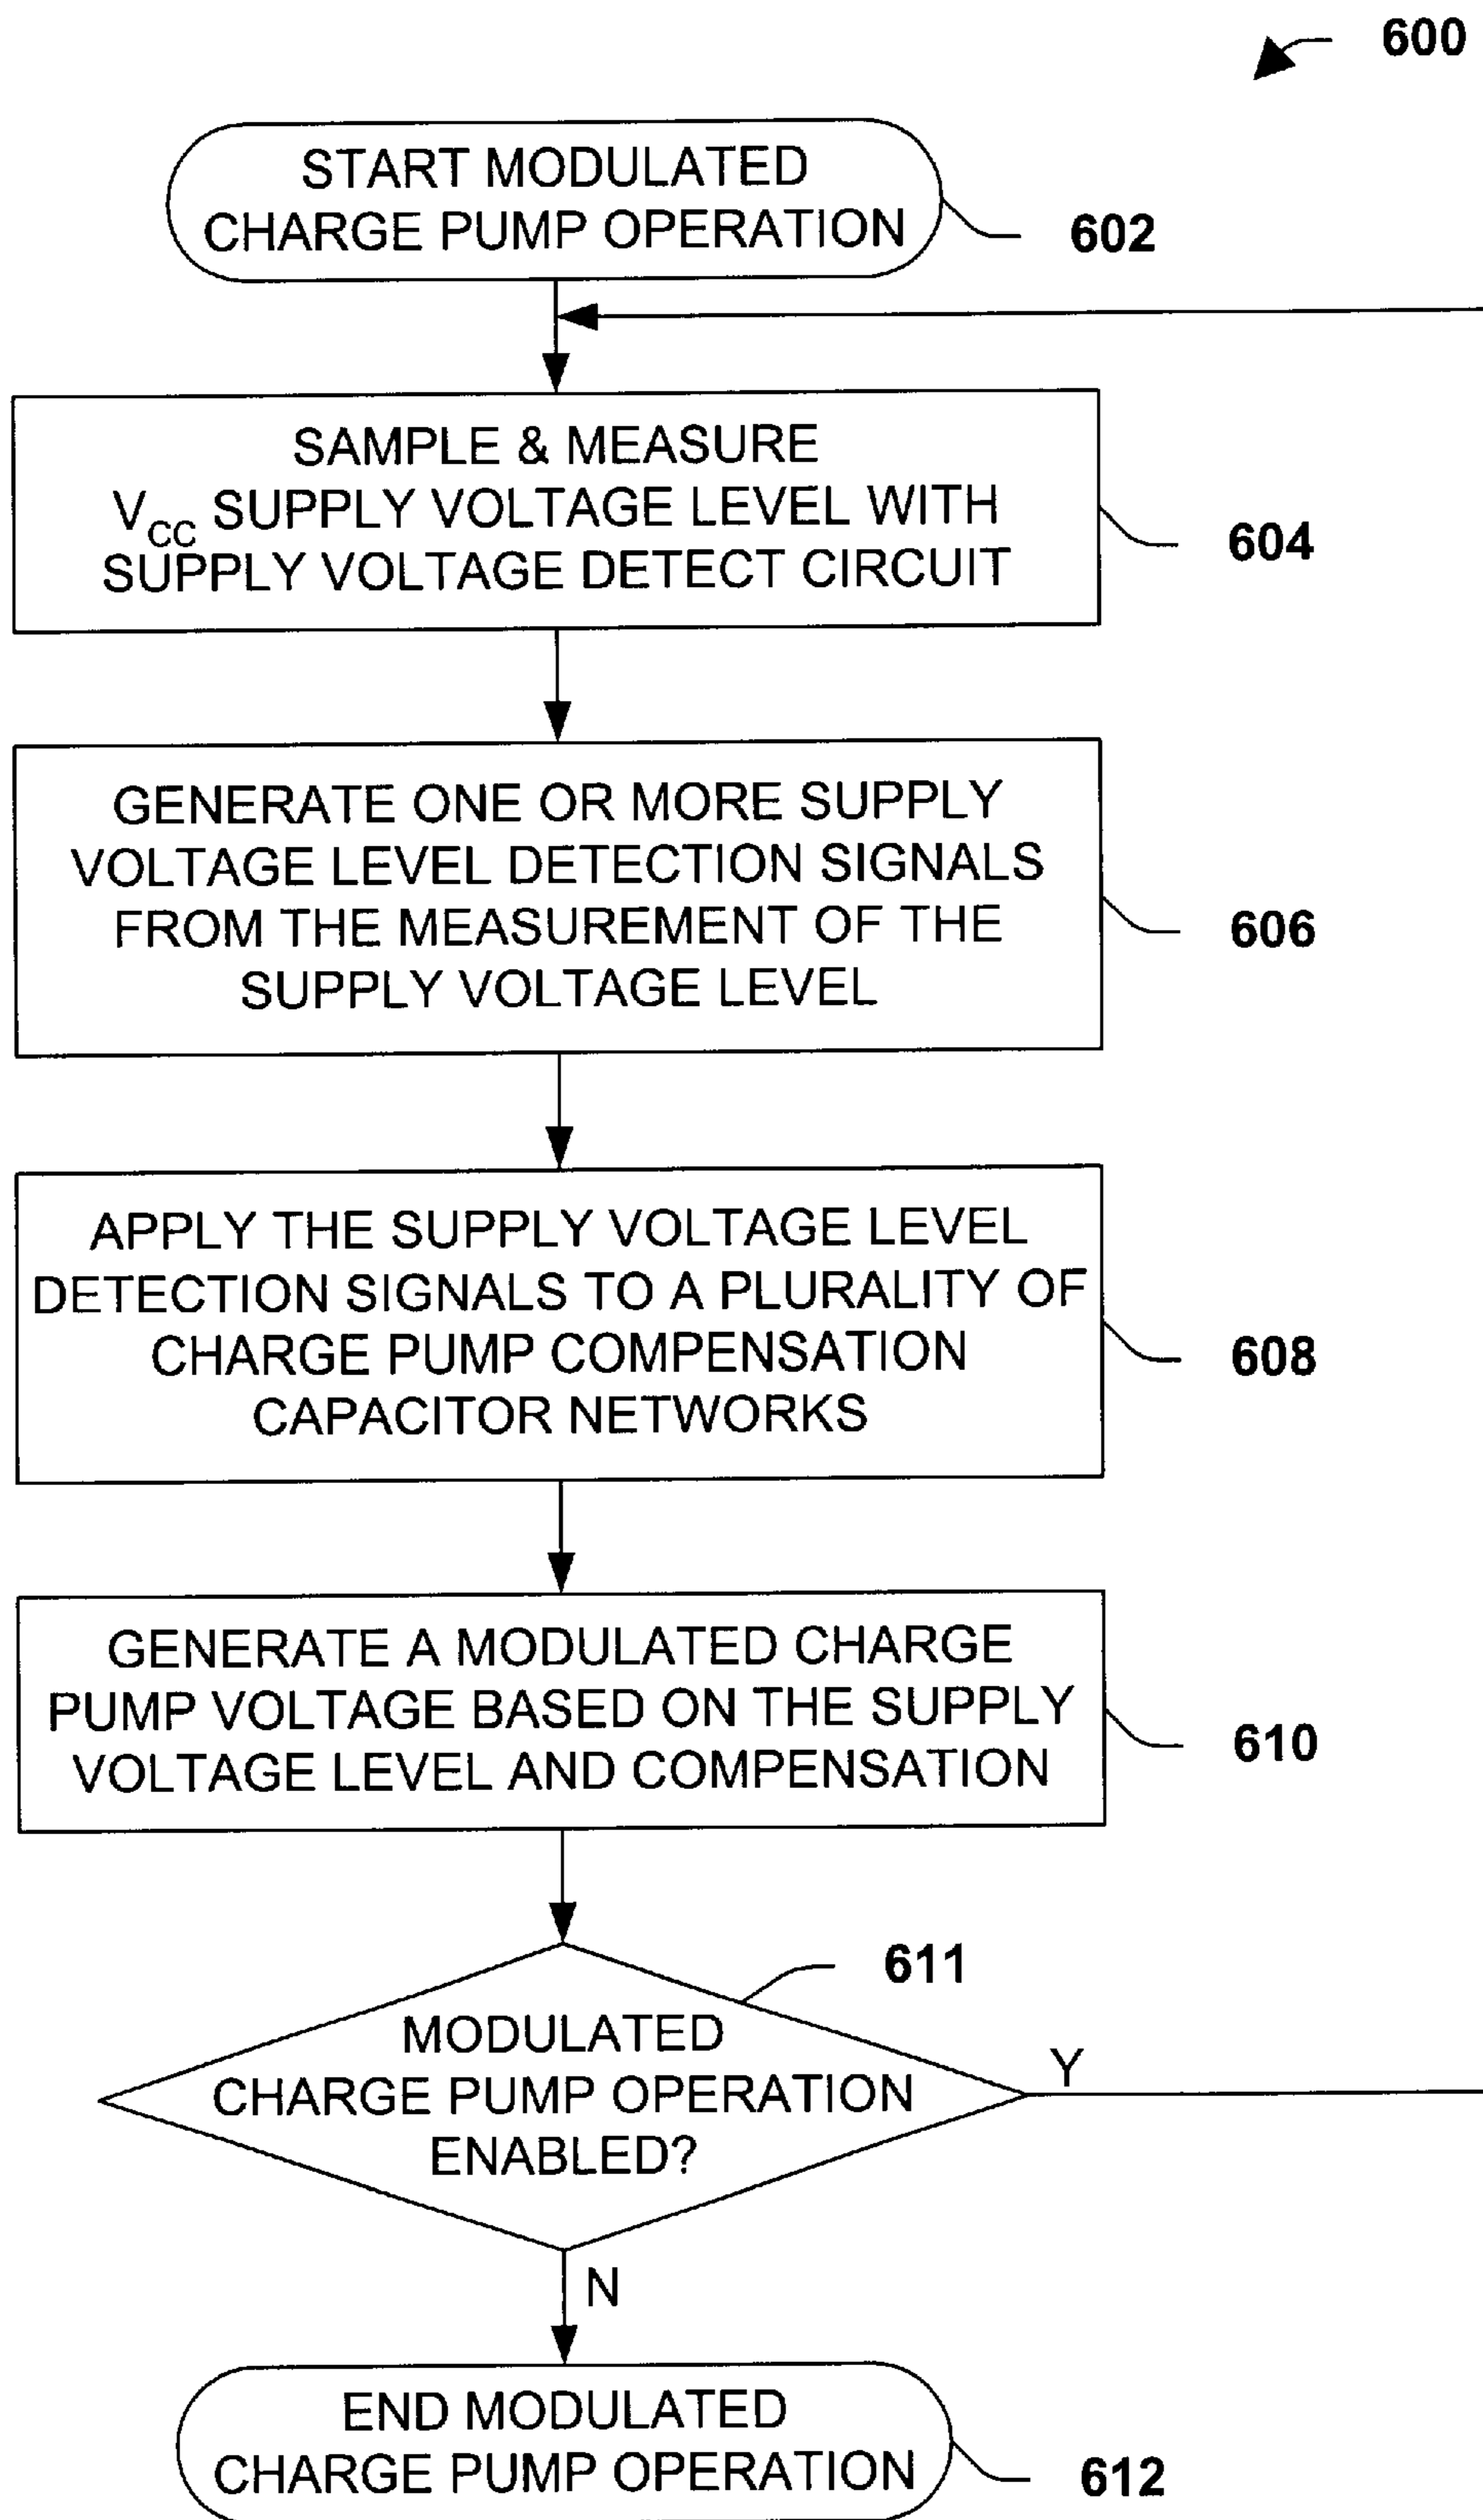 600
START MODULATED
CHARGE PUMP OPERATION
602
SAMPLE & MEASURE
VCC SUPPLY VOLTAGE LEVEL WITH
SUPPLY VOLTAGE DETECT CIRCUIT
604
GENERATE ONE OR MORE SUPPLY
VOLTAGE LEVEL DETECTION SIGNALS
FROM THE MEASUREMENT OF THE
SUPPLY VOLTAGE LEVEL
606
APPLY THE SUPPLY VOLTAGE LEVEL
DETECTION SIGNALS TO A PLURALITY OF
CHARGE PUMP COMPENSATION
CAPACITOR NETWORKS
608
GENERATE A MODULATED CHARGE
PUMP VOLTAGE BASED ON THE SUPPLY
VOLTAGE LEVEL AND COMPENSATION
610
611
MODULATED
CHARGE PUMP OPERATION
ENABLED?
Y
N
END MODULATED
CHARGE PUMP OPERATION
612